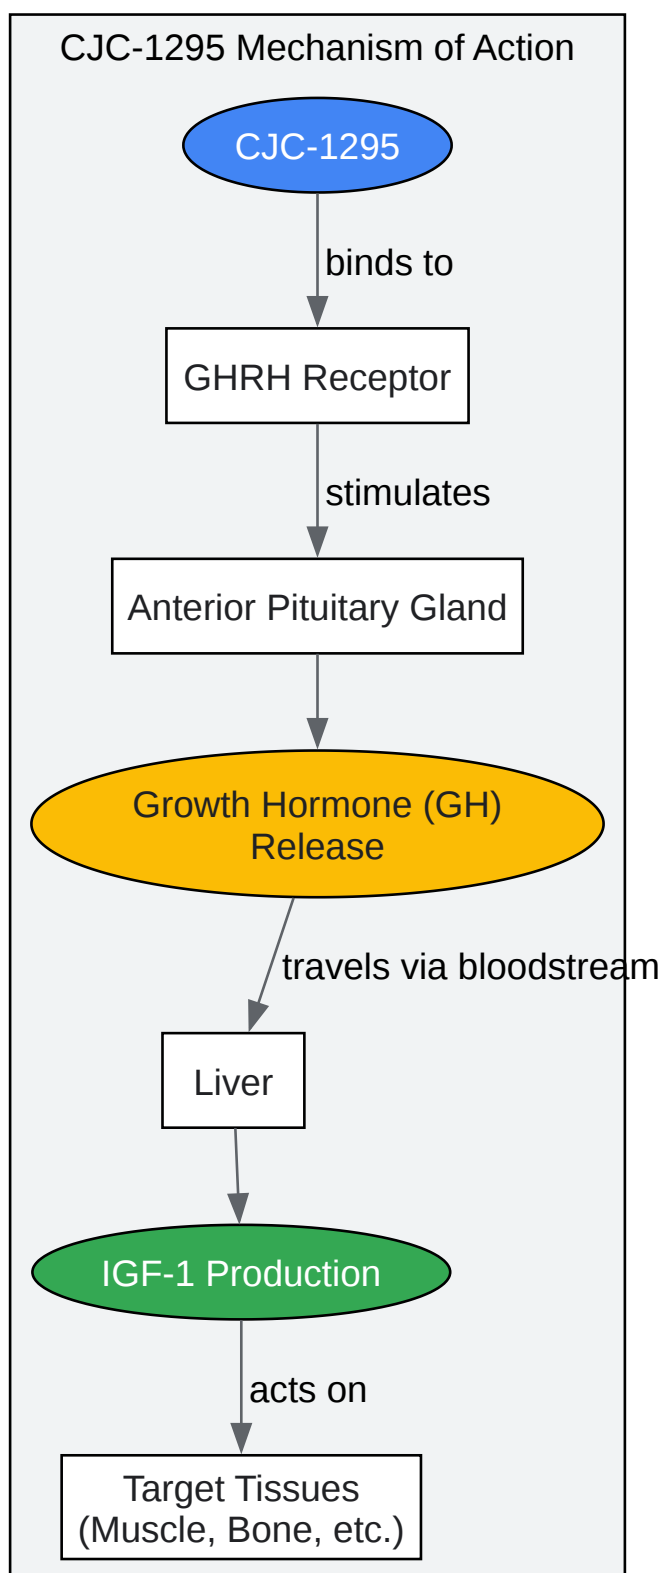 CJC-1295 Mechanism of Action
CJC-1295
binds to
GHRH Receptor
stimulates
Anterior Pituitary Gland
Growth Hormone (GH)
Release
travels via bloodstream
Liver
IGF-1 Production
acts on
Target Tissues
(Muscle, Bone, etc.)